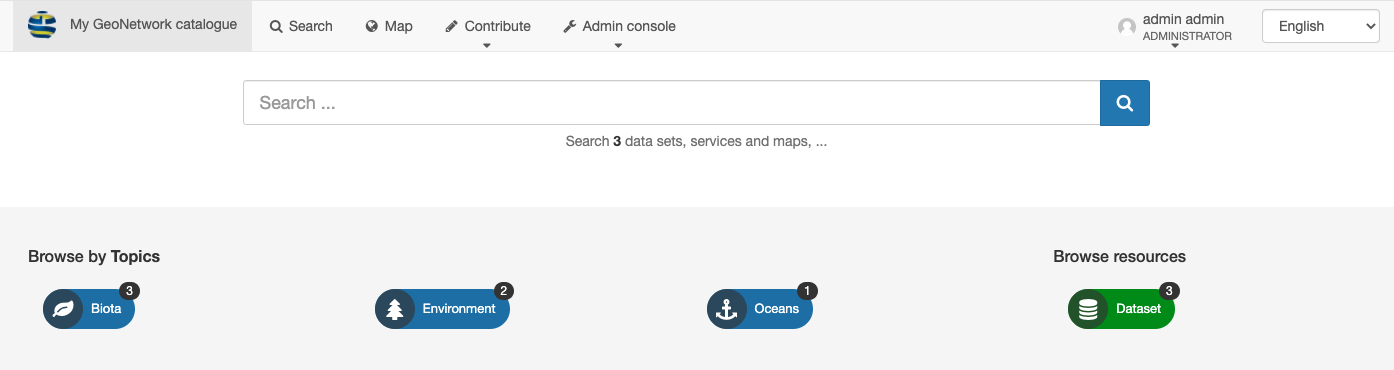 My GeoNetwork catalogue Search Map Contribute Admin console admin admin ADMINISTRATOR English
Search ...
Search 3 data sets, services and maps, ...
Browse by Topics Browse resources
Biota 3 Environment 2 Oceans 1 Dataset 3